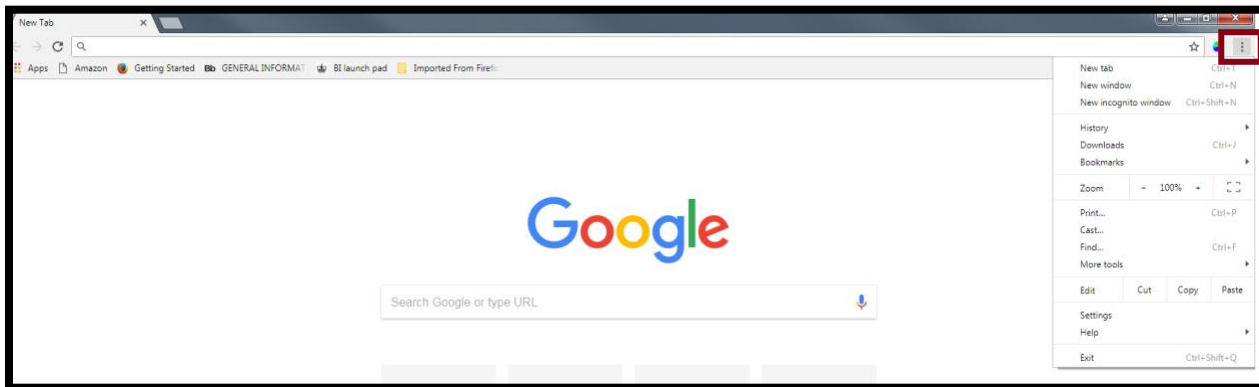 New Tab
Apps Amazon Getting Started Bb GENERAL INFORMAT BI launch pad Imported From Firef
New tab Ctrl+T
New window Ctrl+N
New incognito window Ctrl+Shift+N
History
Downloads Ctrl+J
Bookmarks
Zoom - 100% +
Print... Ctrl+P
Cast...
Find... Ctrl+F
More tools
Edit Cut Copy Paste
Settings
Help
Exit Ctrl+Shift+Q
Google
Search Google or type URL